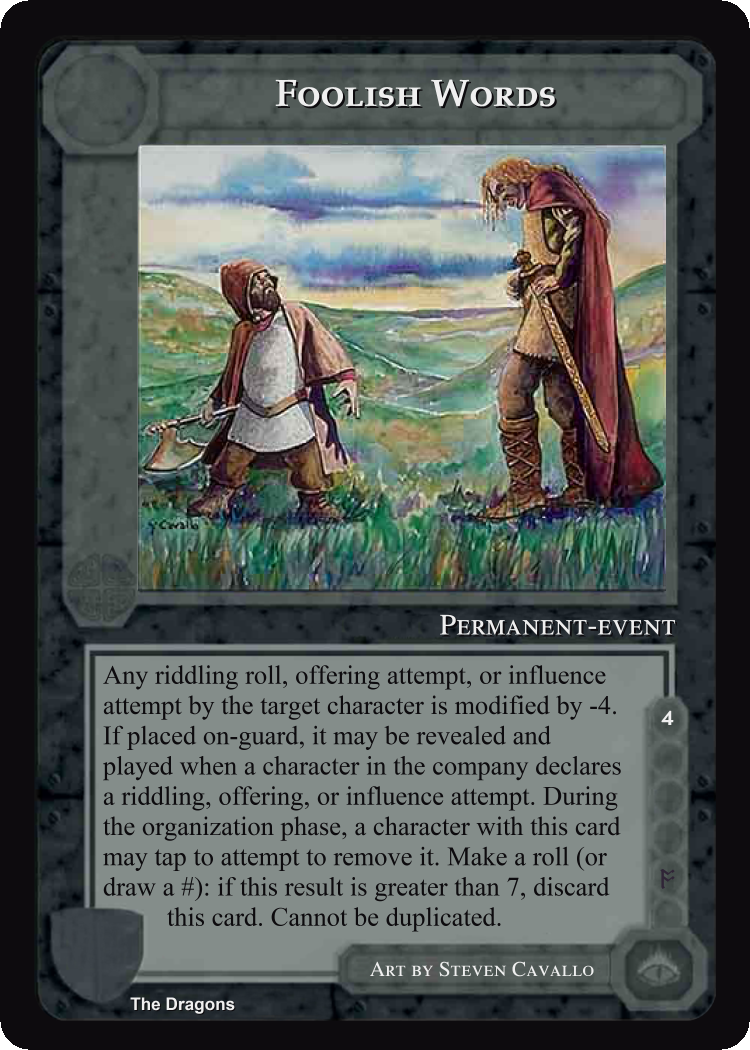 Foolish Words
S. Cavallo
Permanent-event
Any riddling roll, offering attempt, or influence
attempt by the target character is modified by -4.
If placed on-guard, it may be revealed and
played when a character in the company declares
a riddling, offering, or influence attempt. During
the organization phase, a character with this card
may tap to attempt to remove it. Make a roll (or
draw a #): if this result is greater than 7, discard
this card. Cannot be duplicated.
4
Art by Steven Cavallo
The Dragons